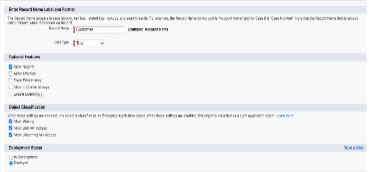 Enter Record Name Label and Format
The Record Name appears in page layouts, key lists, related lists, lookups, and search results. For example, the Record Name for Account is "Account Name" and for Case it is "Case Number". Note that the Record Name field is always
called "Name" when referenced via the API.
Record Name Customer Example: Account Name
Data Type Text
Optional Features
Allow Reports
Allow Activities
Track Field History
Allow in Chatter Groups
Enable Licensing
Object Classification
When these settings are enabled, this object is classified as an Enterprise Application object. When these settings are disabled, this object is classified as a Light Application object. Learn more
Allow Sharing
Allow Bulk API Access
Allow Streaming API Access
Deployment Status
In Development
Deployed